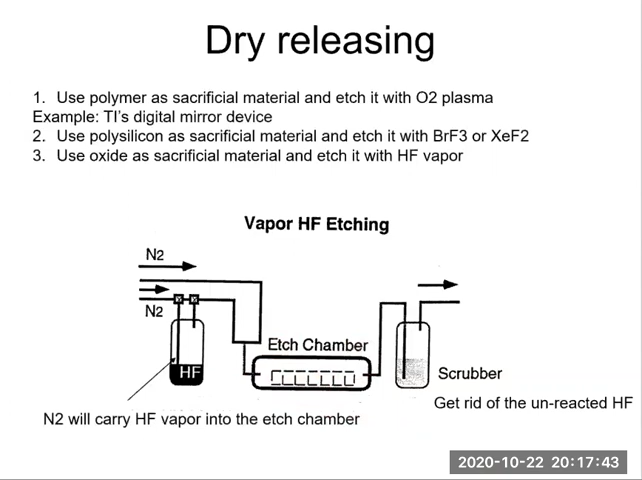 Dry releasing
1. Use polymer as sacrificial material and etch it with O2 plasma
Example: TI's digital mirror device
2. Use polysilicon as sacrificial material and etch it with BrF3 or XeF2
3. Use oxide as sacrificial material and etch it with HF vapor
Vapor HF Etching
N2
N2
Etch Chamber
HF
Scrubber
Get rid of the un-reacted HF
N2 will carry HF vapor into the etch chamber
2020-10-22 20:17:43